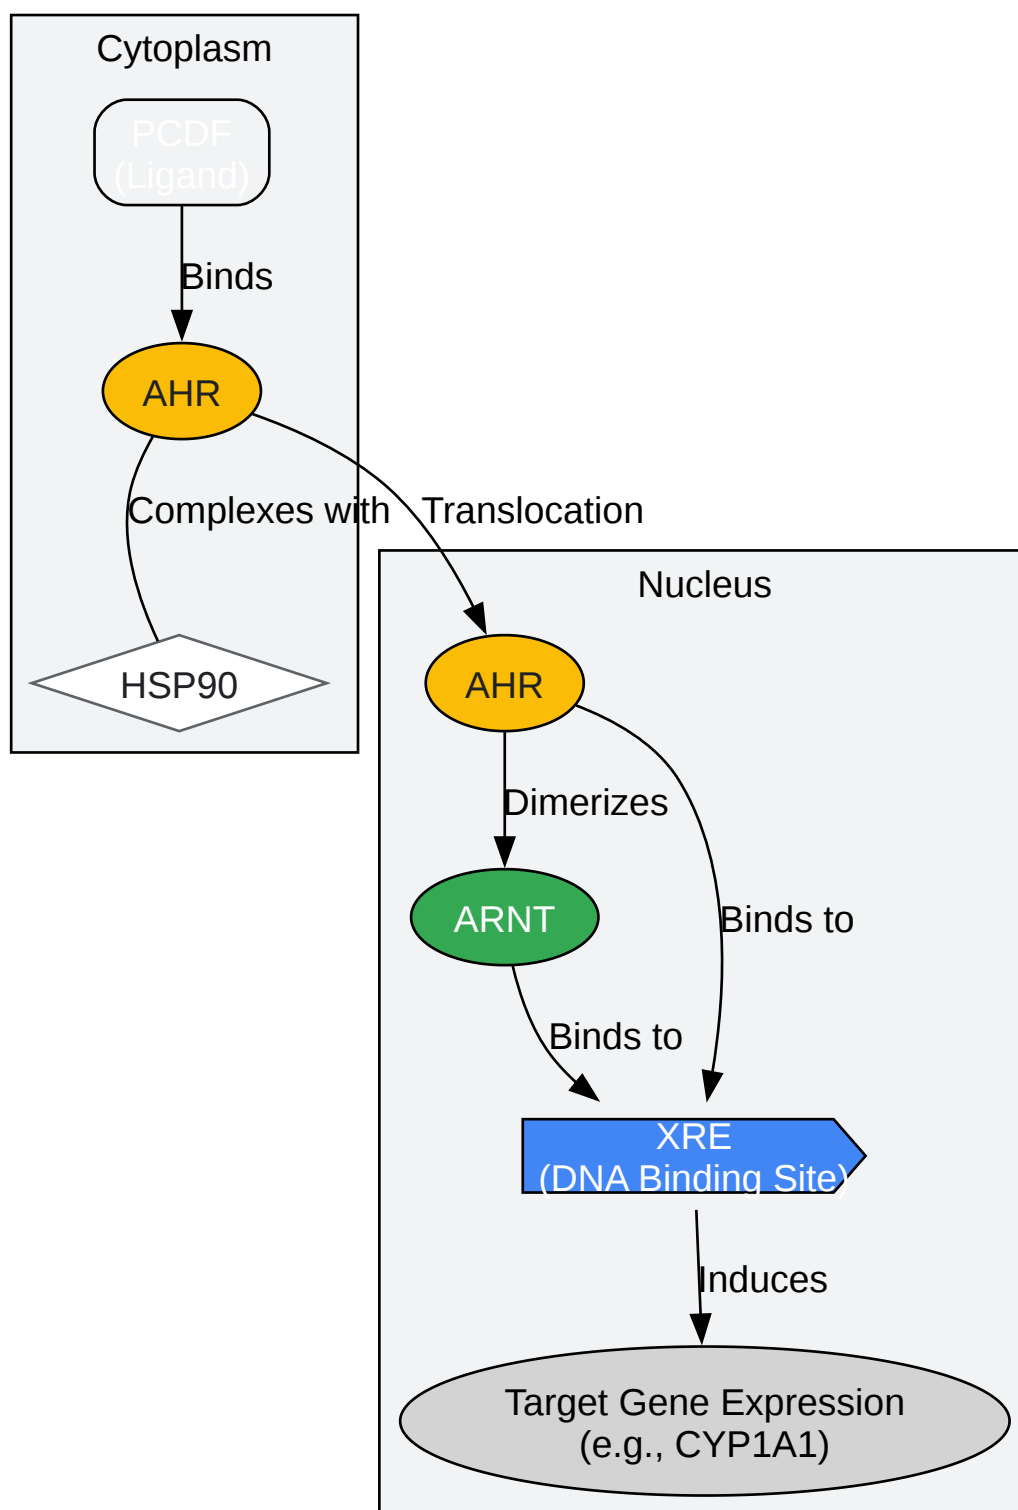 Cytoplasm
PCDF
(Ligand)
Binds
AHR
Complexes with
Translocation
HSP90
Nucleus
AHR
Dimerizes
ARNT
Binds to
Binds to
XRE
(DNA Binding Site)
Induces
Target Gene Expression
(e.g., CYP1A1)